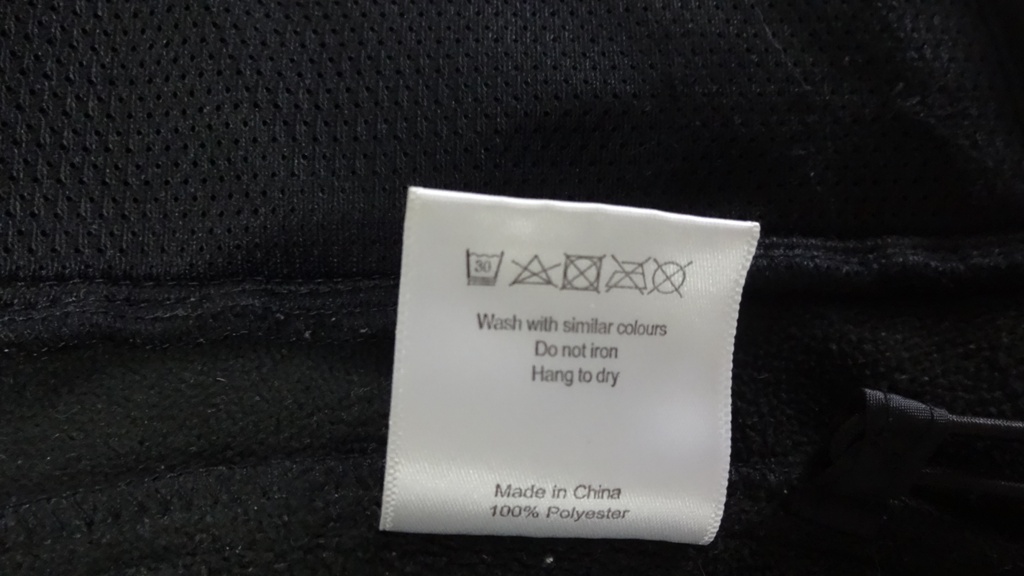 30
Wash with similar colours
Do not iron
Hang to dry
Made in China
100% Polyester